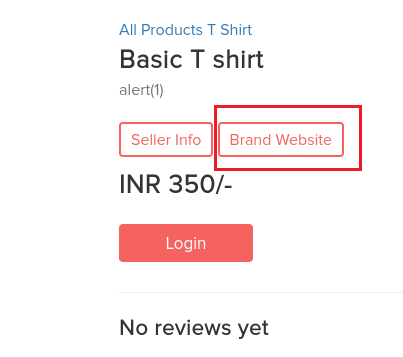 All Products T Shirt
Basic T shirt
alert(1)
Seller Info Brand Website
INR 350/-
Login
No reviews yet